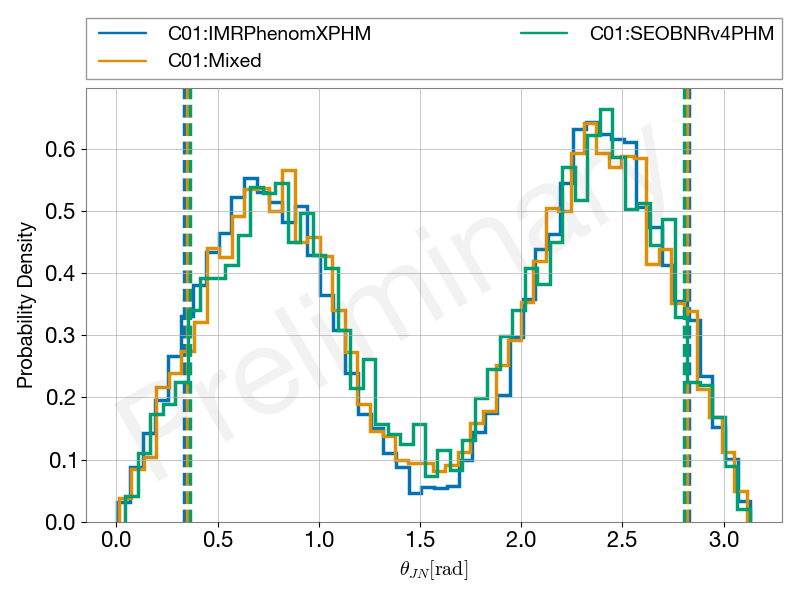 C01:IMRPhenomXPHM
C01:Mixed
C01:SEOBNRv4PHM
Preliminary
Probability Density
0.6
0.5
0.4
0.3
0.2
0.1
0.0
0.0 0.5 1.0 1.5 2.0 2.5 3.0
θ_JN[rad]